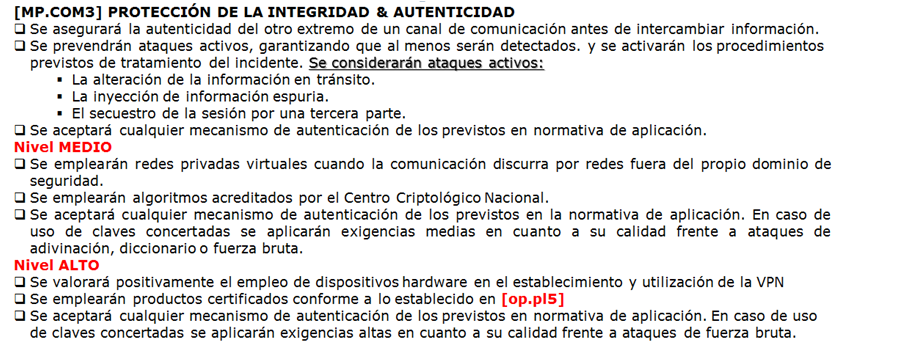 [MP.COM3] PROTECCIÓN DE LA INTEGRIDAD & AUTENTICIDAD
❑ Se asegurará la autenticidad del otro extremo de un canal de comunicación antes de intercambiar información.
❑ Se prevendrán ataques activos, garantizando que al menos serán detectados. y se activarán los procedimientos
previstos de tratamiento del incidente. Se considerarán ataques activos:
▪ La alteración de la información en tránsito.
▪ La inyección de información espuria.
▪ El secuestro de la sesión por una tercera parte.
❑ Se aceptará cualquier mecanismo de autenticación de los previstos en normativa de aplicación.
Nivel MEDIO
❑ Se emplearán redes privadas virtuales cuando la comunicación discurra por redes fuera del propio dominio de
seguridad.
❑ Se emplearán algoritmos acreditados por el Centro Criptológico Nacional.
❑ Se aceptará cualquier mecanismo de autenticación de los previstos en la normativa de aplicación. En caso de
uso de claves concertadas se aplicarán exigencias medias en cuanto a su calidad frente a ataques de
adivinación, diccionario o fuerza bruta.
Nivel ALTO
❑ Se valorará positivamente el empleo de dispositivos hardware en el establecimiento y utilización de la VPN
❑ Se emplearán productos certificados conforme a lo establecido en [op.pl5]
❑ Se aceptará cualquier mecanismo de autenticación de los previstos en normativa de aplicación. En caso de uso
de claves concertadas se aplicarán exigencias altas en cuanto a su calidad frente a ataques de fuerza bruta.